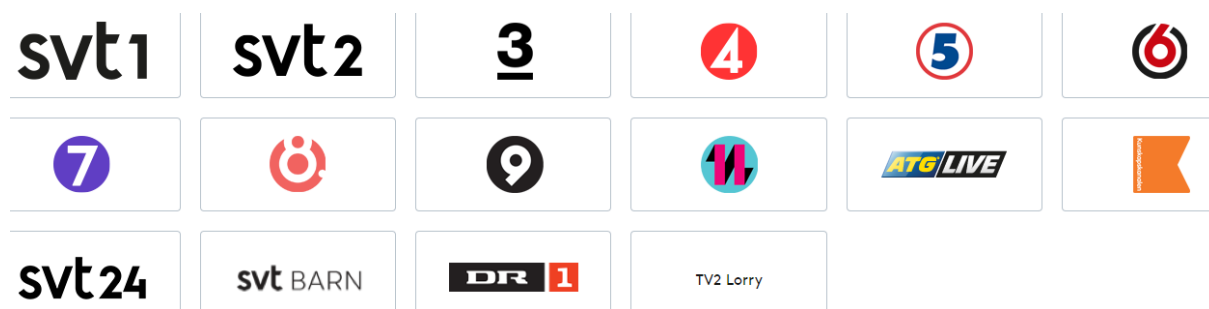 svt1
svt2
3
4
5
6
7
8
9
11
ATG LIVE
Kunskapskanalen
svt24
svt BARN
DR 1
TV2 Lorry